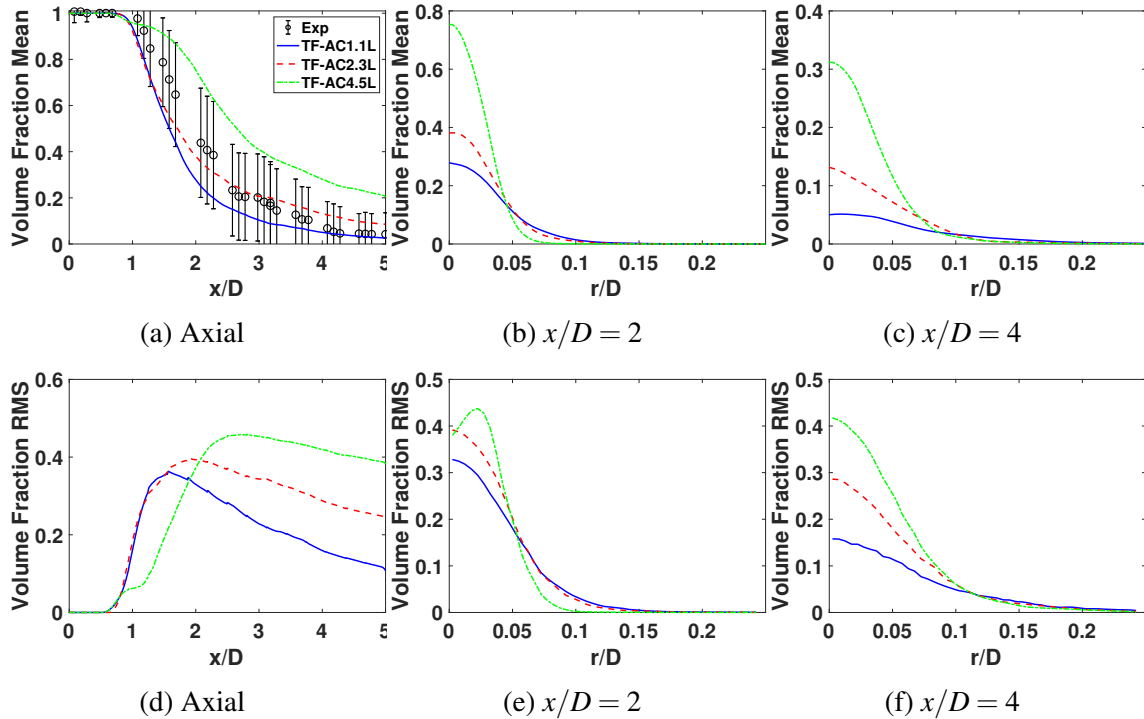 Volume Fraction Mean
1
0.8
0.6
0.4
0.2
0
0 1 2 3 4 5
x/D
Exp
TF-AC1.1L
TF-AC2.3L
TF-AC4.5L
(a) Axial
Volume Fraction Mean
0.8
0.6
0.4
0.2
0
0 0.05 0.1 0.15 0.2
r/D
(b) x/D = 2
Volume Fraction Mean
0.4
0.3
0.2
0.1
0
0 0.05 0.1 0.15 0.2
r/D
(c) x/D = 4
Volume Fraction RMS
0.6
0.4
0.2
0
0 1 2 3 4 5
x/D
(d) Axial
Volume Fraction RMS
0.5
0.4
0.3
0.2
0.1
0
0 0.05 0.1 0.15 0.2
r/D
(e) x/D = 2
Volume Fraction RMS
0.5
0.4
0.3
0.2
0.1
0
0 0.05 0.1 0.15 0.2
r/D
(f) x/D = 4